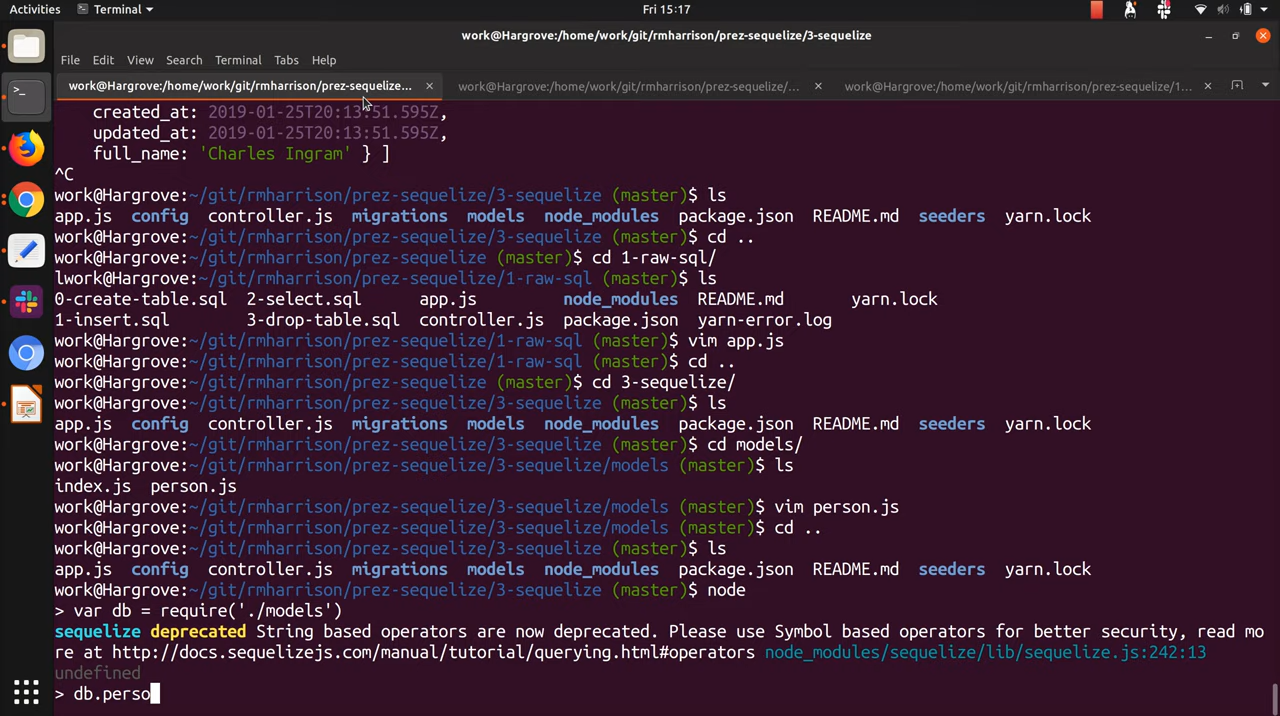 Activities Terminal Fri 15:17
work@Hargrove:/home/work/git/rmharrison/prez-sequelize/3-sequelize
File Edit View Search Terminal Tabs Help
work@Hargrove:/home/work/git/rmharrison/prez-sequelize... work@Hargrove:/home/work/git/rmharrison/prez-sequelize/... work@Hargrove:/home/work/git/rmharrison/prez-sequelize/1...
created_at: 2019-01-25T20:13:51.595Z,
updated_at: 2019-01-25T20:13:51.595Z,
full_name: 'Charles Ingram' } ]
^C
work@Hargrove:~/git/rmharrison/prez-sequelize/3-sequelize (master)$ ls
app.js config controller.js migrations models node_modules package.json README.md seeders yarn.lock
work@Hargrove:~/git/rmharrison/prez-sequelize/3-sequelize (master)$ cd ..
work@Hargrove:~/git/rmharrison/prez-sequelize (master)$ cd 1-raw-sql/
lwork@Hargrove:~/git/rmharrison/prez-sequelize/1-raw-sql (master)$ ls
0-create-table.sql 2-select.sql app.js node_modules README.md yarn.lock
1-insert.sql 3-drop-table.sql controller.js package.json yarn-error.log
work@Hargrove:~/git/rmharrison/prez-sequelize/1-raw-sql (master)$ vim app.js
work@Hargrove:~/git/rmharrison/prez-sequelize/1-raw-sql (master)$ cd ..
work@Hargrove:~/git/rmharrison/prez-sequelize (master)$ cd 3-sequelize/
work@Hargrove:~/git/rmharrison/prez-sequelize/3-sequelize (master)$ ls
app.js config controller.js migrations models node_modules package.json README.md seeders yarn.lock
work@Hargrove:~/git/rmharrison/prez-sequelize/3-sequelize (master)$ cd models/
work@Hargrove:~/git/rmharrison/prez-sequelize/3-sequelize/models (master)$ ls
index.js person.js
work@Hargrove:~/git/rmharrison/prez-sequelize/3-sequelize/models (master)$ vim person.js
work@Hargrove:~/git/rmharrison/prez-sequelize/3-sequelize/models (master)$ cd ..
work@Hargrove:~/git/rmharrison/prez-sequelize/3-sequelize (master)$ ls
app.js config controller.js migrations models node_modules package.json README.md seeders yarn.lock
work@Hargrove:~/git/rmharrison/prez-sequelize/3-sequelize (master)$ node
> var db = require('./models')
sequelize deprecated String based operators are now deprecated. Please use Symbol based operators for better security, read mo
re at http://docs.sequelizejs.com/manual/tutorial/querying.html#operators node_modules/sequelize/lib/sequelize.js:242:13
undefined
> db.perso